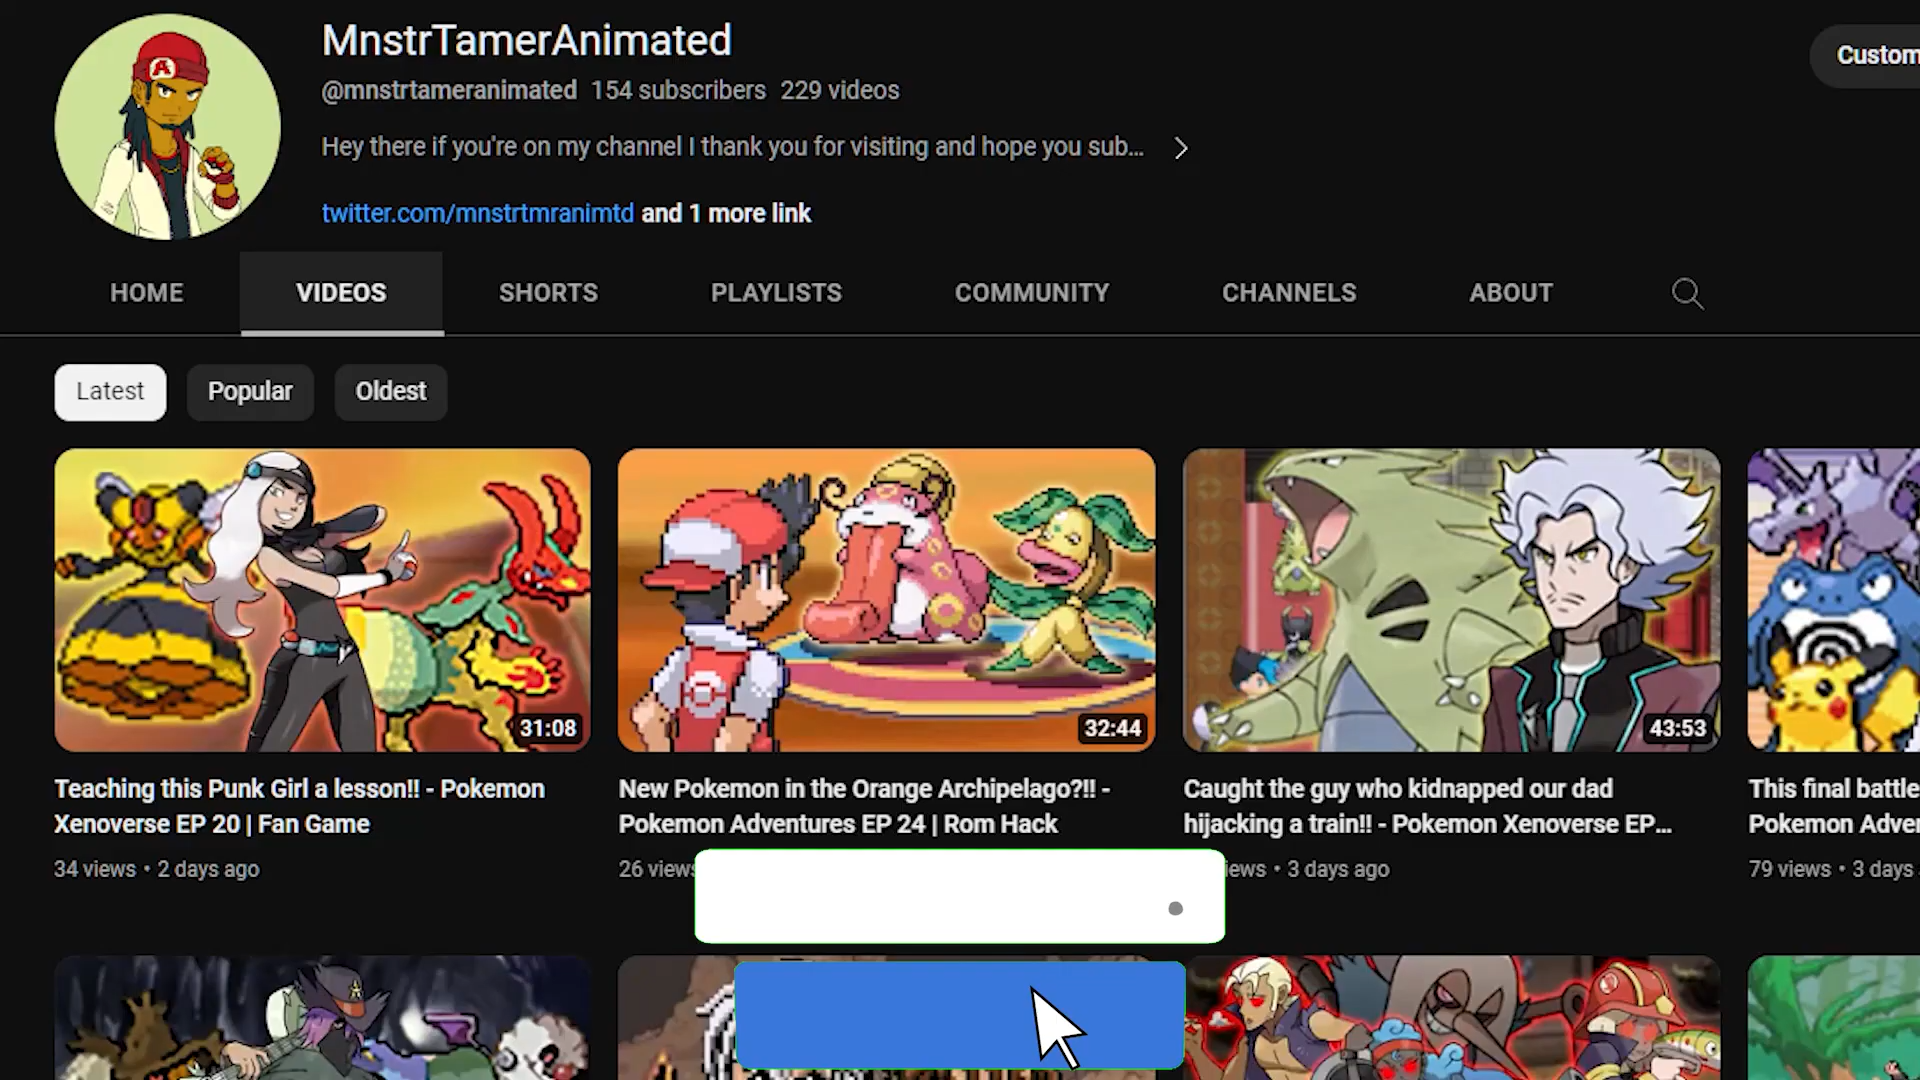 MnstrTamerAnimated
@mnstrtameranimated 154 subscribers 229 videos
Custom
Hey there if you're on my channel I thank you for visiting and hope you sub...
twitter.com/mnstrtmranimtd and 1 more link
HOME VIDEOS SHORTS PLAYLISTS COMMUNITY CHANNELS ABOUT
Latest Popular Oldest
31:08 32:44 43:53
Teaching this Punk Girl a lesson!! - Pokemon
Xenoverse EP 20 | Fan Game
34 views • 2 days ago
New Pokemon in the Orange Archipelago?!! -
Pokemon Adventures EP 24 | Rom Hack
26 views
Caught the guy who kidnapped our dad
hijacking a train!! - Pokemon Xenoverse EP...
iews • 3 days ago
This final battle
Pokemon Adven
79 views • 3 days